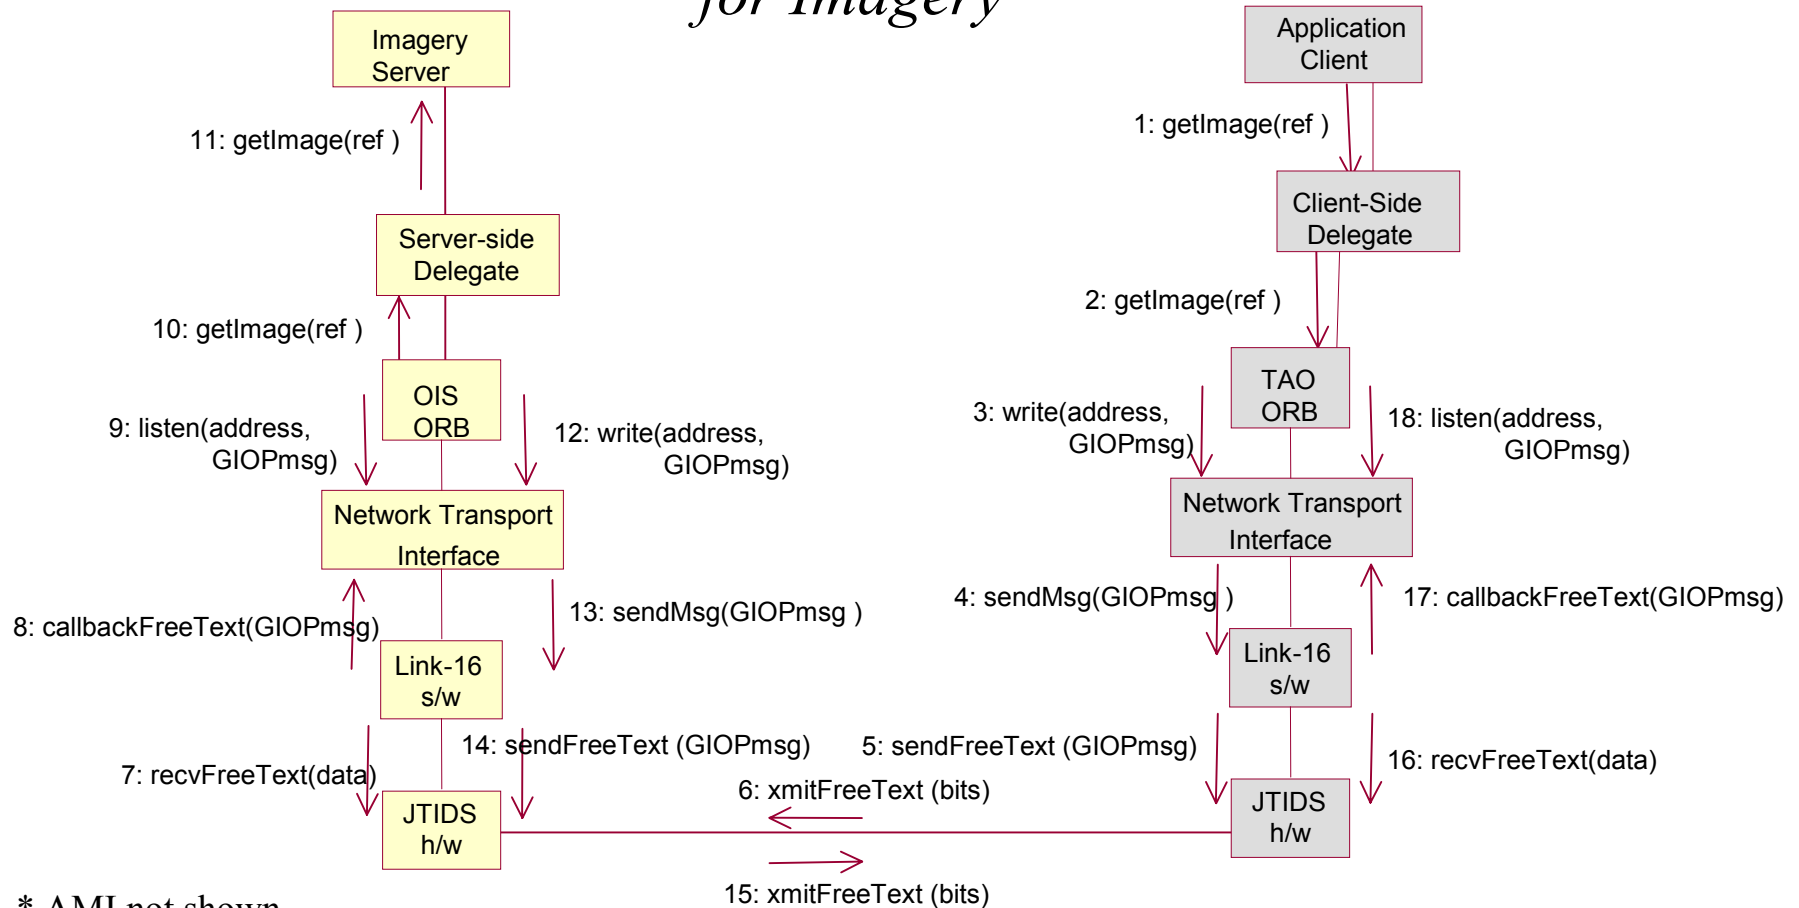 for Imagery
Imagery
Server
Application
Client
11: getImage(ref )
1: getImage(ref )
Server-side
Delegate
Client-Side
Delegate
10: getImage(ref )
2: getImage(ref )
OIS
ORB
TAO
ORB
9: listen(address,
GIOPmsg)
12: write(address,
GIOPmsg)
3: write(address,
GIOPmsg)
18: listen(address,
GIOPmsg)
Network Transport
Interface
Network Transport
Interface
8: callbackFreeText(GIOPmsg)
13: sendMsg(GIOPmsg )
4: sendMsg(GIOPmsg )
17: callbackFreeText(GIOPmsg)
Link-16
s/w
Link-16
s/w
7: recvFreeText(data)
14: sendFreeText (GIOPmsg)
5: sendFreeText (GIOPmsg)
16: recvFreeText(data)
6: xmitFreeText (bits)
JTIDS
h/w
JTIDS
h/w
15: xmitFreeText (bits)
* AMI not shown